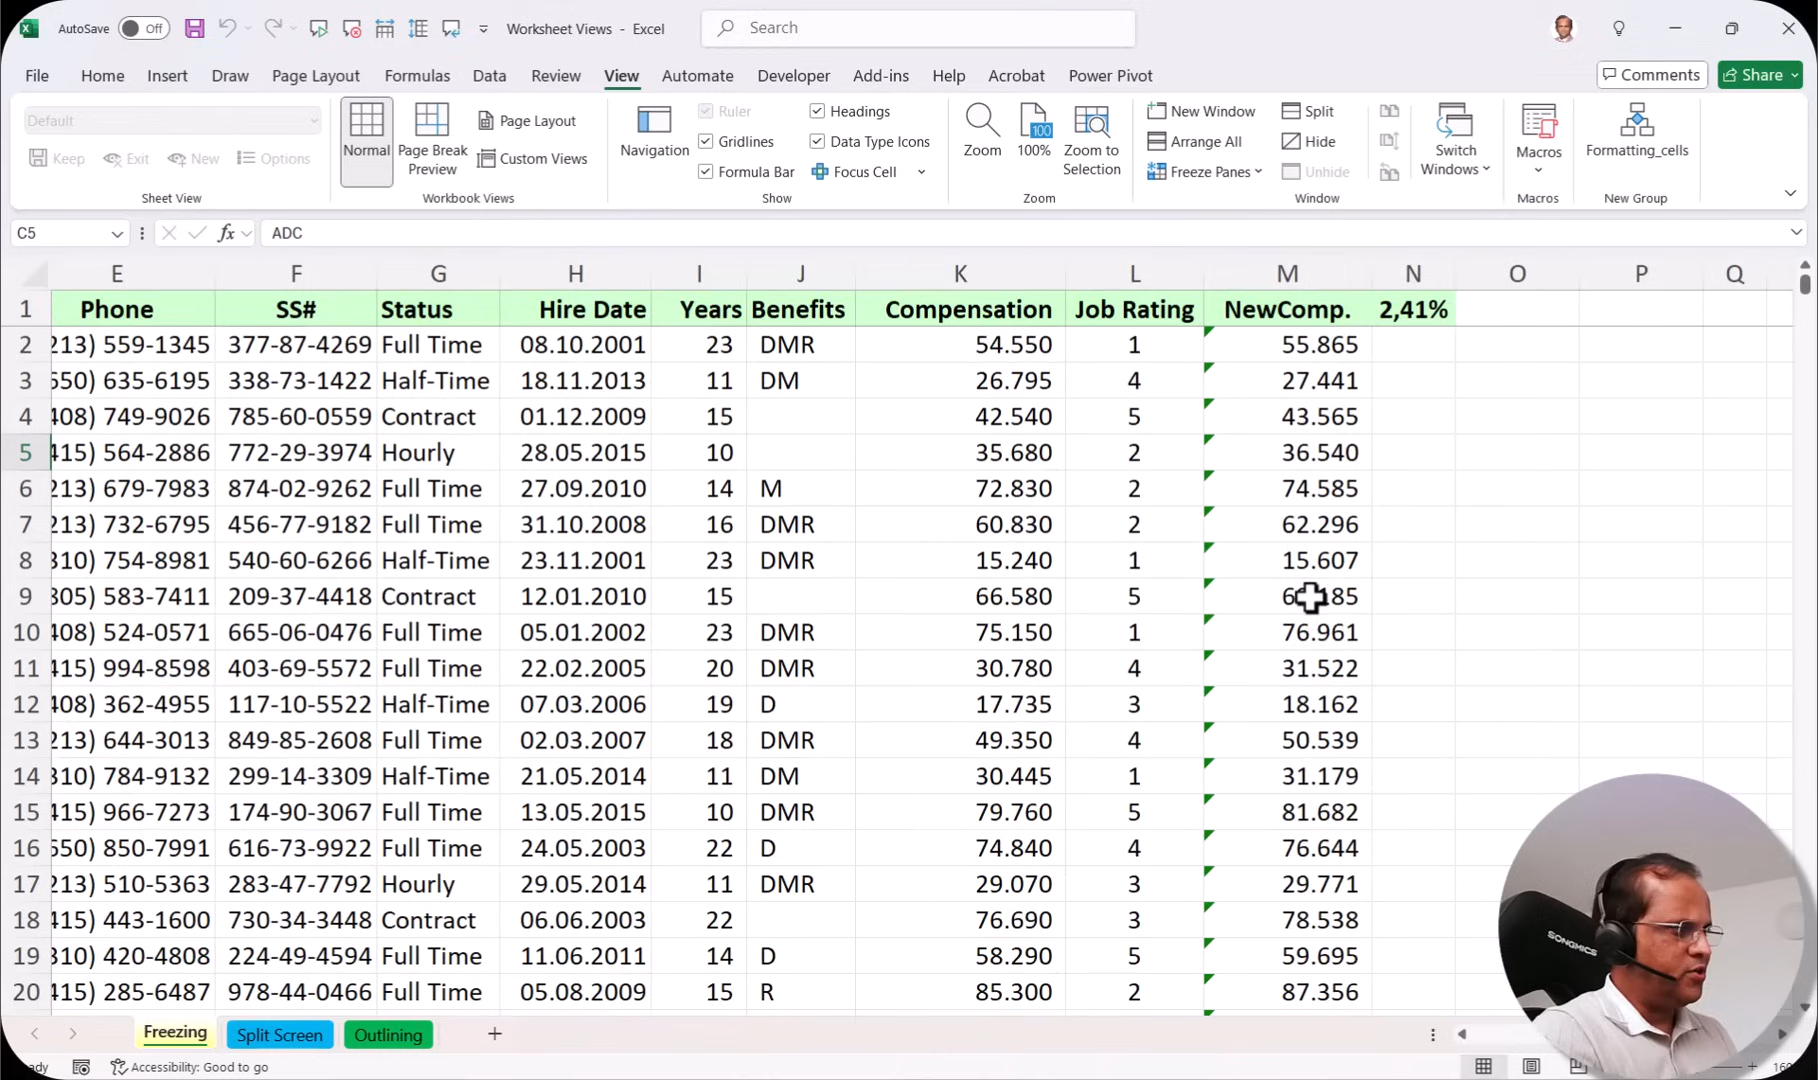 AutoSave Off Worksheet Views - Excel Search
File Home Insert Draw Page Layout Formulas Data Review View Automate Developer Add-ins Help Acrobat Power Pivot Comments Share
Default
Keep Exit New Options
Sheet View
Normal
Page Break Preview
Page Layout
Custom Views
Workbook Views
Navigation
Ruler Headings
Gridlines Data Type Icons
Formula Bar Focus Cell
Show
Zoom
100
100%
Zoom to Selection
Zoom
New Window Split
Arrange All Hide
Freeze Panes Unhide
Switch Windows
Window
Macros
Macros
Formatting_cells
New Group
C5 fx ADC
E F G H I J K L M N O P Q
1 Phone SS# Status Hire Date Years Benefits Compensation Job Rating NewComp. 2,41%
2 213) 559-1345 377-87-4269 Full Time 08.10.2001 23 DMR 54.550 1 55.865
3 550) 635-6195 338-73-1422 Half-Time 18.11.2013 11 DM 26.795 4 27.441
4 408) 749-9026 785-60-0559 Contract 01.12.2009 15 42.540 5 43.565
5 415) 564-2886 772-29-3974 Hourly 28.05.2015 10 35.680 2 36.540
6 213) 679-7983 874-02-9262 Full Time 27.09.2010 14 M 72.830 2 74.585
7 213) 732-6795 456-77-9182 Full Time 31.10.2008 16 DMR 60.830 2 62.296
8 310) 754-8981 540-60-6266 Half-Time 23.11.2001 23 DMR 15.240 1 15.607
9 805) 583-7411 209-37-4418 Contract 12.01.2010 15 66.580 5
10 408) 524-0571 665-06-0476 Full Time 05.01.2002 23 DMR 75.150 1 76.961
11 415) 994-8598 403-69-5572 Full Time 22.02.2005 20 DMR 30.780 4 31.522
12 408) 362-4955 117-10-5522 Half-Time 07.03.2006 19 D 17.735 3 18.162
13 213) 644-3013 849-85-2608 Full Time 02.03.2007 18 DMR 49.350 4 50.539
14 310) 784-9132 299-14-3309 Half-Time 21.05.2014 11 DM 30.445 1 31.179
15 415) 966-7273 174-90-3067 Full Time 13.05.2015 10 DMR 79.760 5 81.682
16 550) 850-7991 616-73-9922 Full Time 24.05.2003 22 D 74.840 4 76.644
17 213) 510-5363 283-47-7792 Hourly 29.05.2014 11 DMR 29.070 3 29.771
18 415) 443-1600 730-34-3448 Contract 06.06.2003 22 76.690 3 78.538
19 310) 420-4808 224-49-4594 Full Time 11.06.2011 14 D 58.290 5 59.695
20 415) 285-6487 978-44-0466 Full Time 05.08.2009 15 R 85.300 2 87.356
SONGMICS
Freezing Split Screen Outlining
Accessibility: Good to go